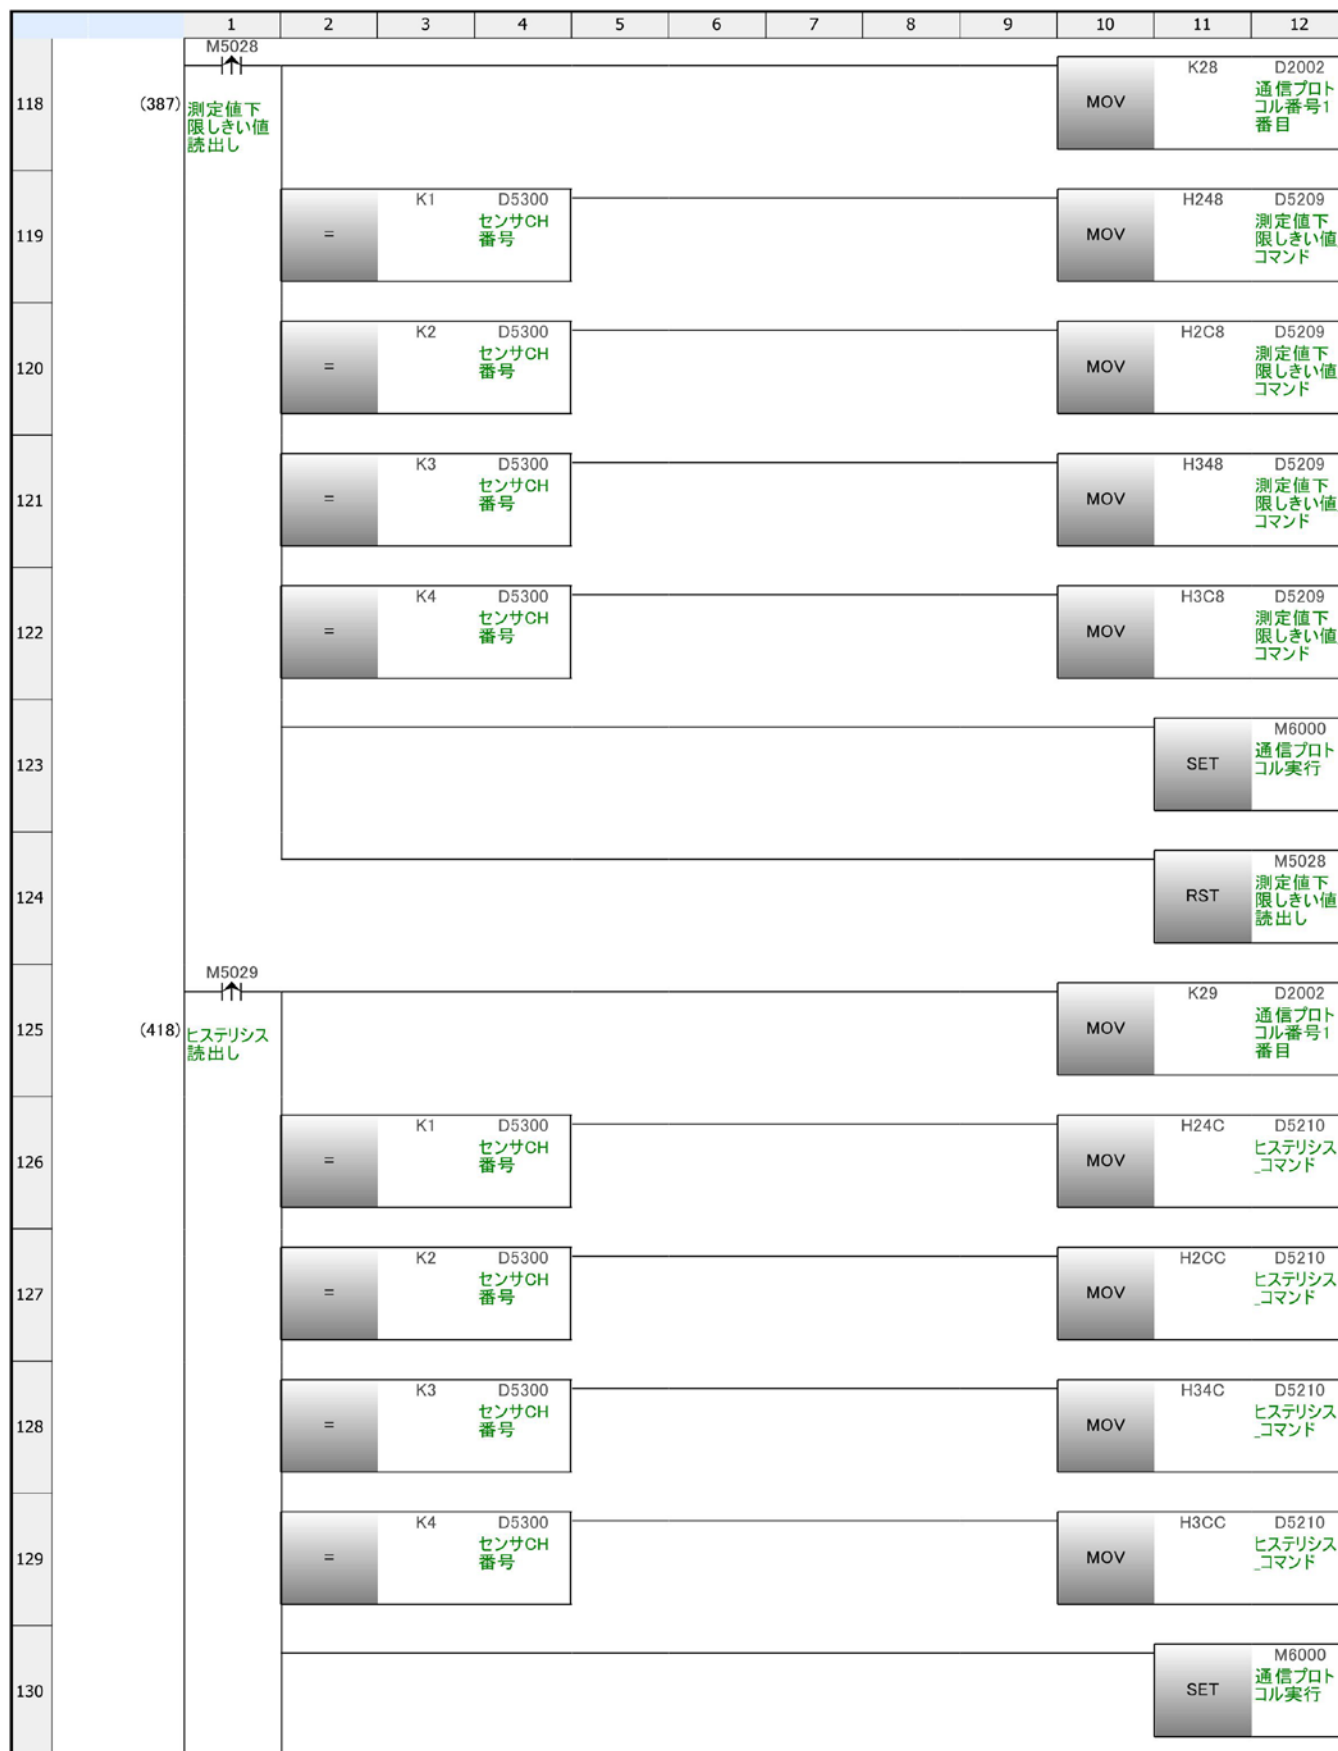 1 2 3 4 5 6 7 8 9 10 11 12
M5028
K28 D2002
118 (387) 測定値下 MOV 通信プロト
限しきい値 コル番号1
読出し 番目
K1 D5300 H248 D5209
119 = センサCH MOV 測定値下
番号 限しきい値
コマンド
K2 D5300 H2C8 D5209
120 = センサCH MOV 測定値下
番号 限しきい値
コマンド
K3 D5300 H348 D5209
121 = センサCH MOV 測定値下
番号 限しきい値
コマンド
K4 D5300 H3C8 D5209
122 = センサCH MOV 測定値下
番号 限しきい値
コマンド
M6000
123 SET 通信プロト
コル実行
M5028
124 RST 測定値下
限しきい値
読出し
M5029
K29 D2002
125 (418) ヒステリシス MOV 通信プロト
読出し コル番号1
番目
K1 D5300 H24C D5210
126 = センサCH MOV ヒステリシス
番号 _コマンド
K2 D5300 H2CC D5210
127 = センサCH MOV ヒステリシス
番号 _コマンド
K3 D5300 H34C D5210
128 = センサCH MOV ヒステリシス
番号 _コマンド
K4 D5300 H3CC D5210
129 = センサCH MOV ヒステリシス
番号 _コマンド
M6000
130 SET 通信プロト
コル実行